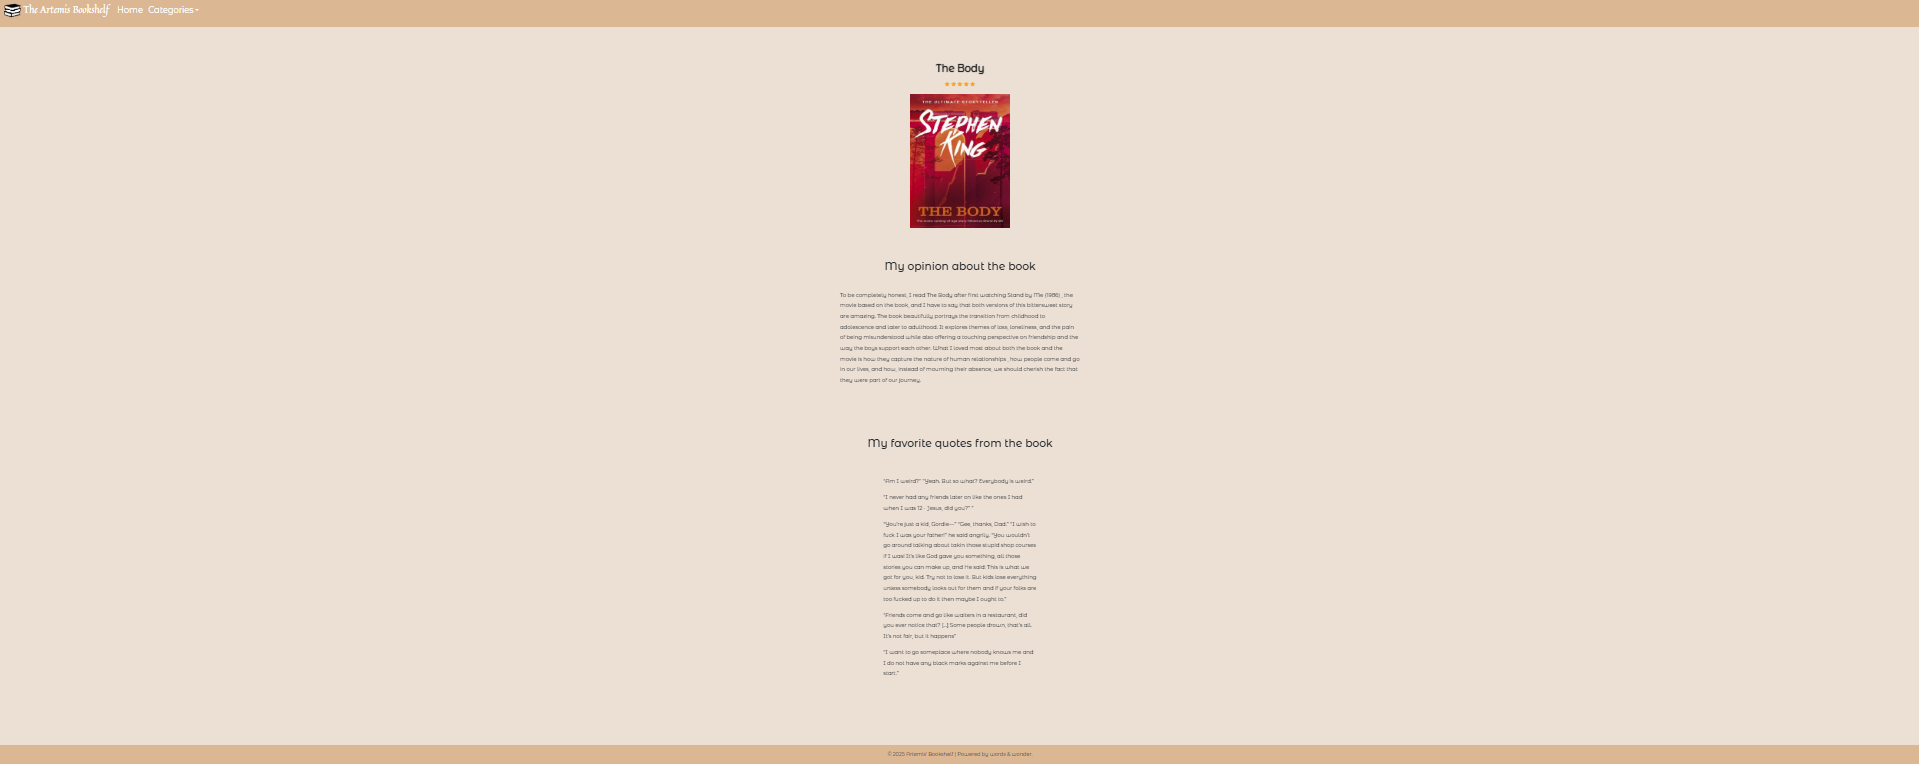 The Artemis Bookshelf Home Categories
The Body
THE ULTIMATE STORYTELLER
STEPHEN
KING
THE BODY
My opinion about the book
To be completely honest, I read The Body after first watching Stand by Me (1986) , the
movie based on the book, and I have to say that both versions of this bittersweet story
are amazing. The book beautifully portrays the transition from childhood to
adolescence and later to adulthood. It explores themes of loss, loneliness, and the pain
of being misunderstood while also offering a touching perspective on friendship and the
way the boys support each other. What I loved most about both the book and the
movie is how they capture the nature of human relationships , how people come and go
in our lives, and how, instead of mourning their absence, we should cherish the fact that
they were part of our journey.
My favorite quotes from the book
“Am I weird?” “Yeah. But so what? Everybody is weird.”
“I never had any friends later on like the ones I had
when I was 12 - Jesus, did you?” ”
“You’re just a kid, Gordie—” “Gee, thanks, Dad.” “I wish to
fuck I was your father!” he said angrily. “You wouldn’t
go around talking about takin those stupid shop courses
if I was! It’s like God gave you something, all those
stories you can make up, and He said: This is what we
got for you, kid. Try not to lose it. But kids lose everything
unless somebody looks out for them and if your folks are
too fucked up to do it then maybe I ought to.”
“Friends come and go like waiters in a restaurant, did
you ever notice that? [...] Some people drown, that’s all.
It’s not fair, but it happens”
“I want to go someplace where nobody knows me and
I do not have any black marks against me before I
start.”
© 2025 Artemis' Bookshelf | Powered by words & wonder.